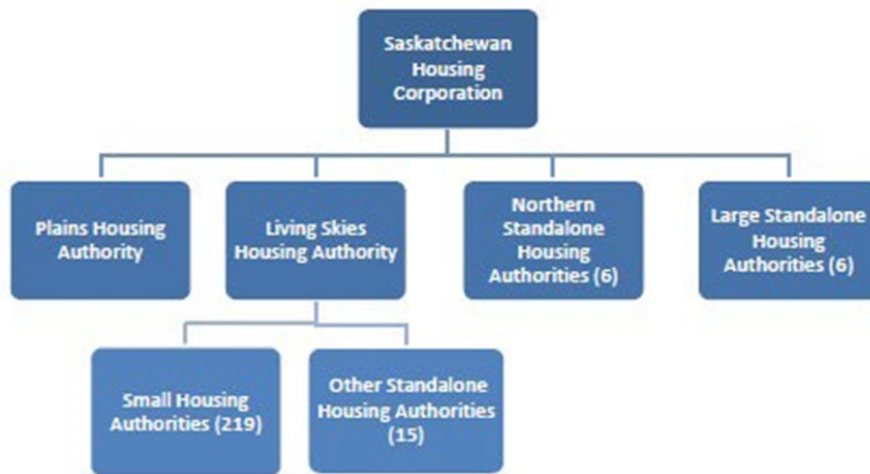 Saskatchewan
Housing
Corporation
Plains Housing
Authority
Living Skies
Housing Authority
Northern
Standalone
Housing
Authorities (6)
Large Standalone
Housing
Authorities (6)
Small Housing
Authorities (219)
Other Standalone
Housing Authorities
(15)